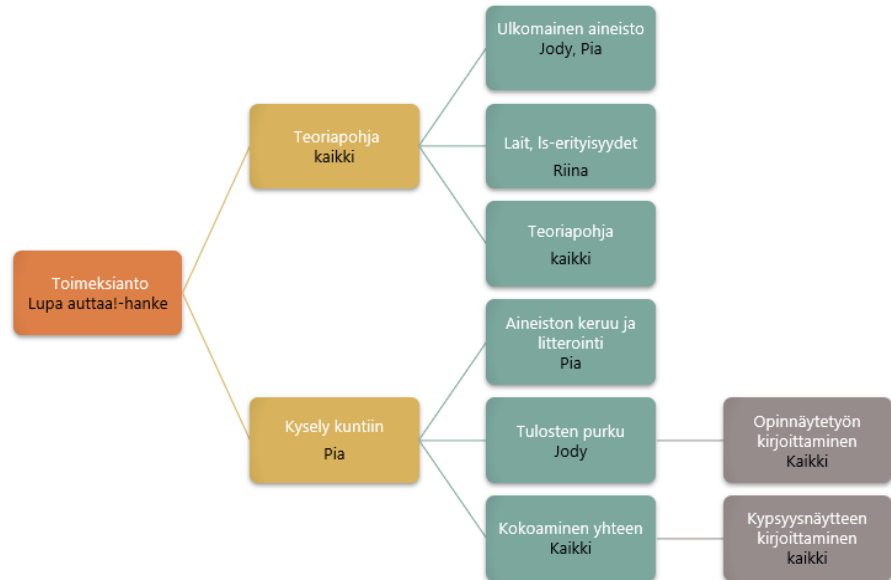 Toimeksianto
Lupa auttaa!-hanke
Teoriapohja
kaikki
Ulkomainen aineisto
Jody, Pia
Lait, ls-erityisyydet
Riina
Teoriapohja
kaikki
Kysely kuntiin
Pia
Aineiston keruu ja
litterointi
Pia
Tulosten purku
Jody
Opinnäytetyön
kirjoittaminen
Kaikki
Kokoaminen yhteen
Kaikki
Kypsyysnäytteen
kirjoittaminen
kaikki